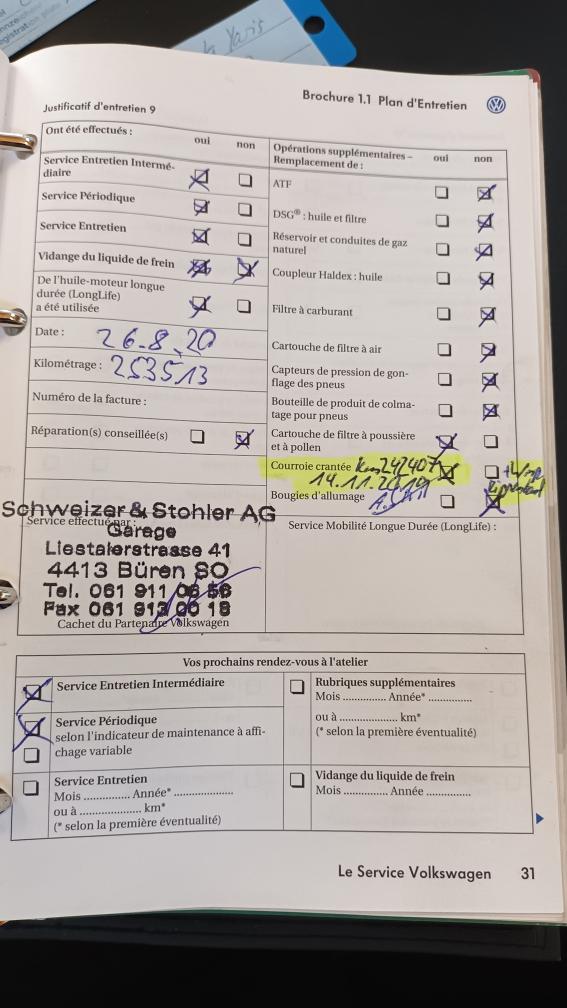 Yaris
Brochure 1.1 Plan d'Entretien
Justificatif d'entretien 9
Ont été effectués :
oui non
Service Entretien Intermé-
diaire
Service Périodique
Service Entretien
Vidange du liquide de frein
De l'huile-moteur longue
durée (LongLife)
a été utilisée
Date : 26.8.20
Kilométrage : 253513
Numéro de la facture :
Réparation(s) conseillée(s)
Opérations supplémentaires –
Remplacement de :
oui non
ATF
DSG® : huile et filtre
Réservoir et conduites de gaz
naturel
Coupleur Haldex : huile
Filtre à carburant
Cartouche de filtre à air
Capteurs de pression de gon-
flage des pneus
Bouteille de produit de colma-
tage pour pneus
Cartouche de filtre à poussière
et à pollen
Courroie crantée km 242407
14.11.2019
Bougies d'allumage
Service effectué par :
Schweizer & Stohler AG
Garage
Liestalerstrasse 41
4413 Büren SO
Tel. 061 911 06 56
Fax 061 913 00 18
Cachet du Partenaire Volkswagen
Service Mobilité Longue Durée (LongLife) :
Vos prochains rendez-vous à l'atelier
Service Entretien Intermédiaire
Service Périodique
selon l'indicateur de maintenance à affi-
chage variable
Service Entretien
Mois .............. Année* ..................
ou à ....................... km*
(* selon la première éventualité)
Rubriques supplémentaires
Mois .............. Année* ..............
ou à .................... km*
(* selon la première éventualité)
Vidange du liquide de frein
Mois .............. Année ..............
Le Service Volkswagen 31